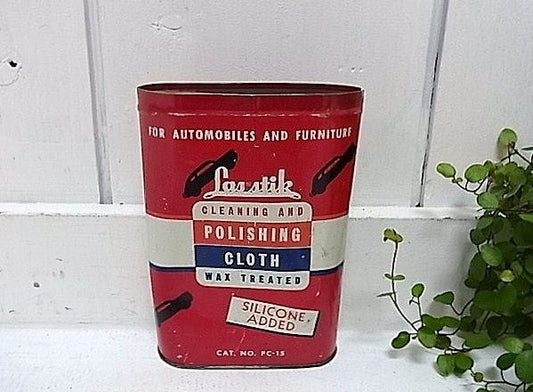 FOR AUTOMOBILES AND FURNITURE
Lasstik
CLEANING AND
POLISHING
CLOTH
WAX TREATED
SILICONE
ADDED
CAT. NO. PC-15